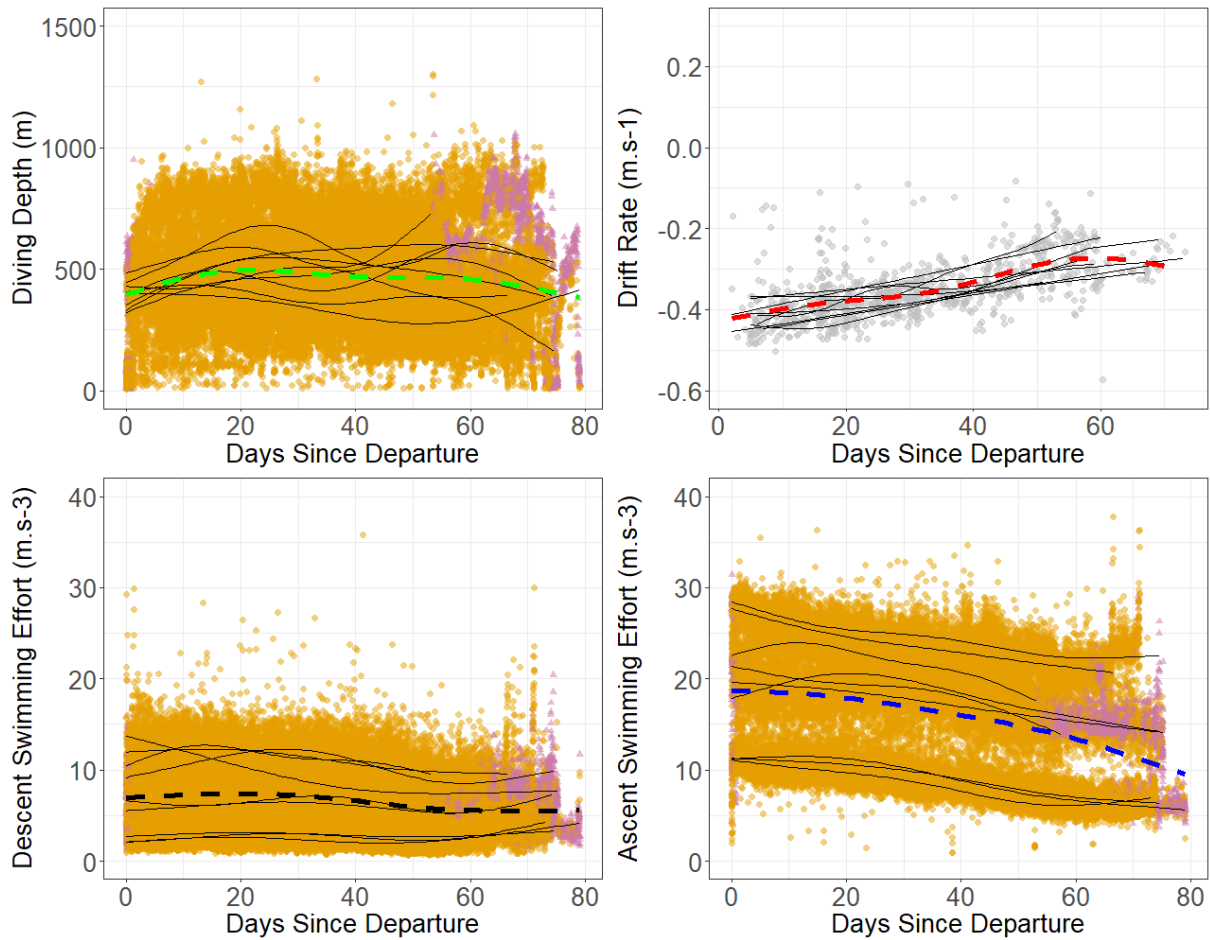 Diving Depth (m)
1500
1000
500
0
0 20 40 60 80
Days Since Departure
Drift Rate (m.s-1)
0.2
0.0
-0.2
-0.4
-0.6
0 20 40 60
Days Since Departure
Descent Swimming Effort (m.s-3)
40
30
20
10
0
0 20 40 60 80
Days Since Departure
Ascent Swimming Effort (m.s-3)
40
30
20
10
0
0 20 40 60 80
Days Since Departure